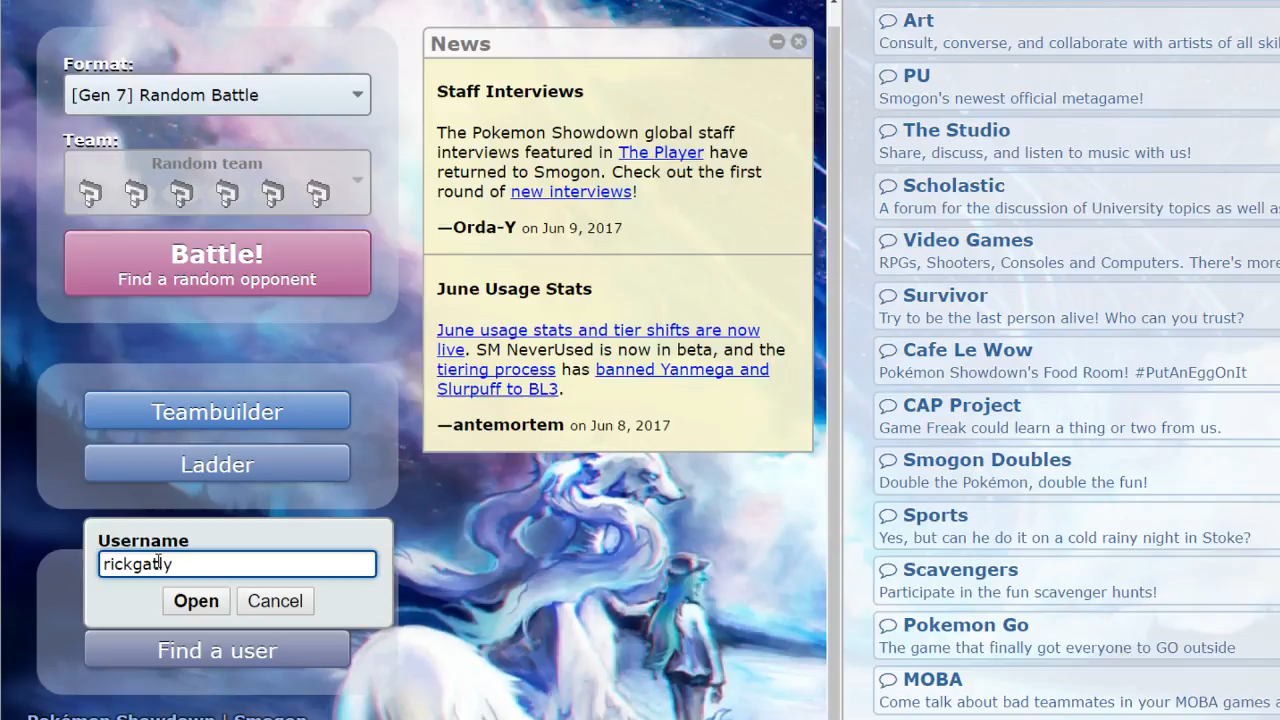 Format:
[Gen 7] Random Battle
Team:
Random team
Battle!
Find a random opponent
Teambuilder
Ladder
Username
rickgatly
Open
Cancel
Find a user
Pokémon Showdown | Smogon
News
Staff Interviews
The Pokemon Showdown global staff
interviews featured in The Player have
returned to Smogon. Check out the first
round of new interviews!
—Orda-Y on Jun 9, 2017
June Usage Stats
June usage stats and tier shifts are now
live. SM NeverUsed is now in beta, and the
tiering process has banned Yanmega and
Slurpuff to BL3.
—antemortem on Jun 8, 2017
Art
Consult, converse, and collaborate with artists of all
PU
Smogon's newest official metagame!
The Studio
Share, discuss, and listen to music with us!
Scholastic
A forum for the discussion of University topics as well as
Video Games
RPGs, Shooters, Consoles and Computers. There's more
Survivor
Try to be the last person alive! Who can you trust?
Cafe Le Wow
Pokémon Showdown's Food Room! #PutAnEggOnIt
CAP Project
Game Freak could learn a thing or two from us.
Smogon Doubles
Double the Pokémon, double the fun!
Sports
Yes, but can he do it on a cold rainy night in Stoke?
Scavengers
Participate in the fun scavenger hunts!
Pokemon Go
The game that finally got everyone to GO outside
MOBA
Come talk about bad teammates in your MOBA games